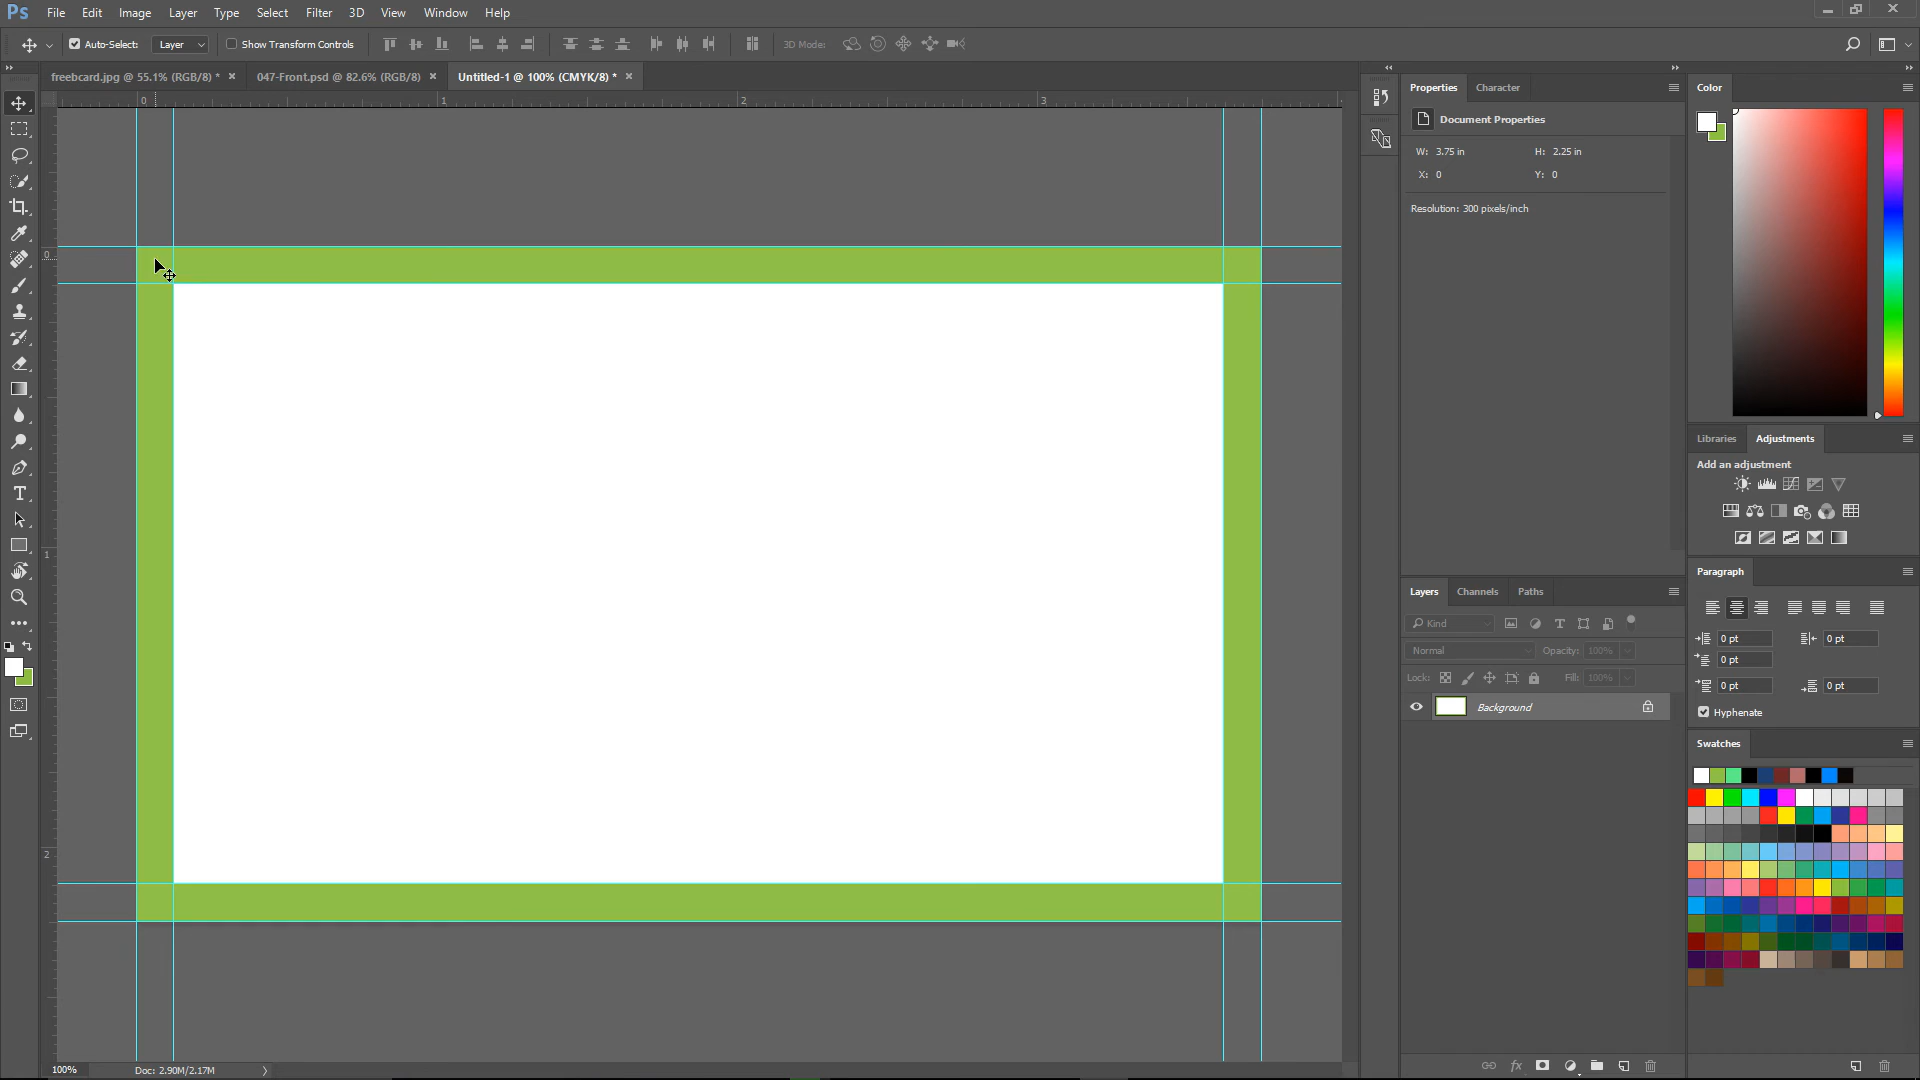 Ps File Edit Image Layer Type Select Filter 3D View Window Help
Auto-Select: Layer Show Transform Controls 3D Mode:
freebcard.jpg @ 55.1% (RGB/8) * × 047-Front.psd @ 82.6% (RGB/8) × Untitled-1 @ 100% (CMYK/8) * ×
0 1 2 3
0
1
2
Properties Character
Document Properties
W: 3.75 in H: 2.25 in
X: 0 Y: 0
Resolution: 300 pixels/inch
Layers Channels Paths
Kind
Normal Opacity: 100%
Lock: Fill: 100%
Background
Color
Libraries Adjustments
Add an adjustment
Paragraph
0 pt 0 pt
0 pt
0 pt 0 pt
Hyphenate
Swatches
T
100% Doc: 2.90M/2.17M
fx